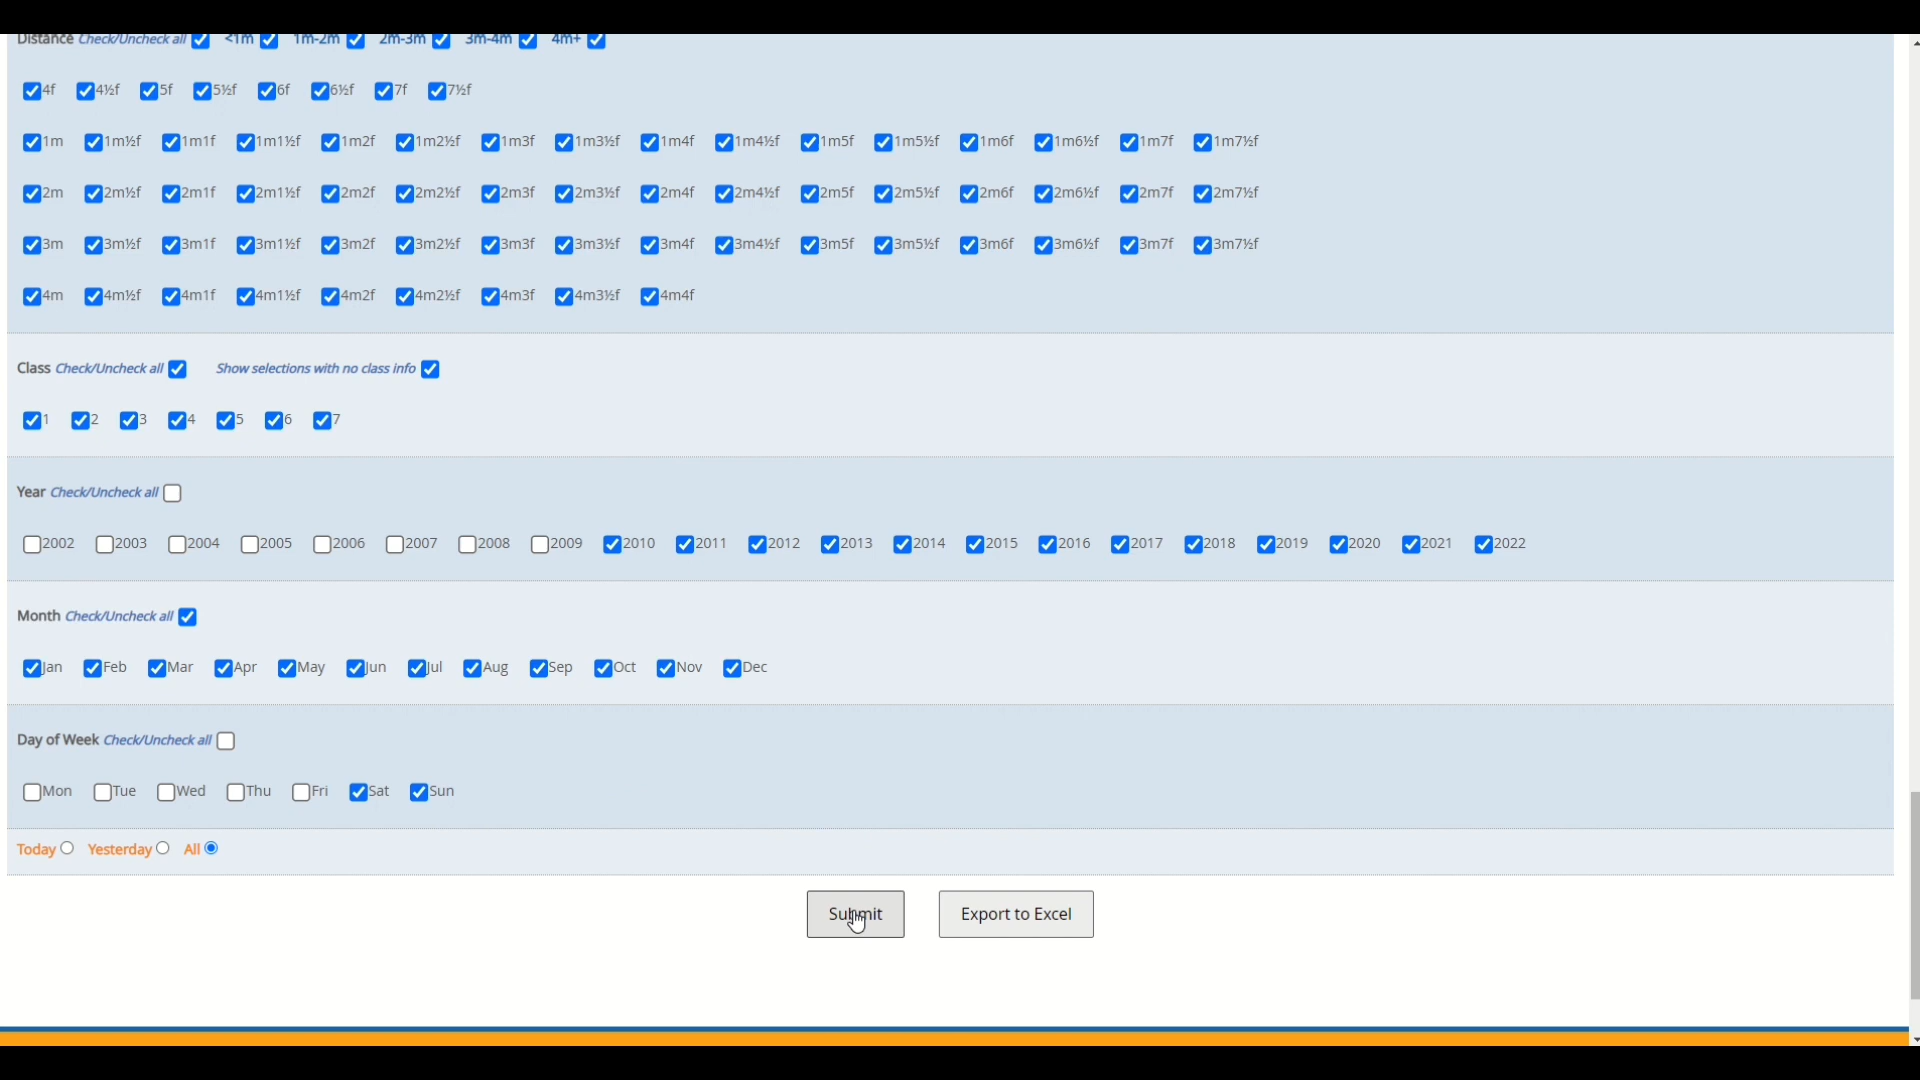 Distance Check/Uncheck all <1m 1m-2m 2m-3m 3m-4m 4m+
4f 4½f 5f 5½f 6f 6½f 7f 7½f
1m 1m½f 1m1f 1m1½f 1m2f 1m2½f 1m3f 1m3½f 1m4f 1m4½f 1m5f 1m5½f 1m6f 1m6½f 1m7f 1m7½f
2m 2m½f 2m1f 2m1½f 2m2f 2m2½f 2m3f 2m3½f 2m4f 2m4½f 2m5f 2m5½f 2m6f 2m6½f 2m7f 2m7½f
3m 3m½f 3m1f 3m1½f 3m2f 3m2½f 3m3f 3m3½f 3m4f 3m4½f 3m5f 3m5½f 3m6f 3m6½f 3m7f 3m7½f
4m 4m½f 4m1f 4m1½f 4m2f 4m2½f 4m3f 4m3½f 4m4f
Class Check/Uncheck all Show selections with no class info
1 2 3 4 5 6 7
Year Check/Uncheck all
2002 2003 2004 2005 2006 2007 2008 2009 2010 2011 2012 2013 2014 2015 2016 2017 2018 2019 2020 2021 2022
Month Check/Uncheck all
Jan Feb Mar Apr May Jun Jul Aug Sep Oct Nov Dec
Day of Week Check/Uncheck all
Mon Tue Wed Thu Fri Sat Sun
Today Yesterday All
Submit Export to Excel